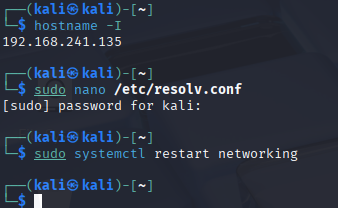 ┌──(kali㉿kali)-[~]
└─$ hostname -I
192.168.241.135
┌──(kali㉿kali)-[~]
└─$ sudo nano /etc/resolv.conf
[sudo] password for kali:
┌──(kali㉿kali)-[~]
└─$ sudo systemctl restart networking
┌──(kali㉿kali)-[~]
└─$